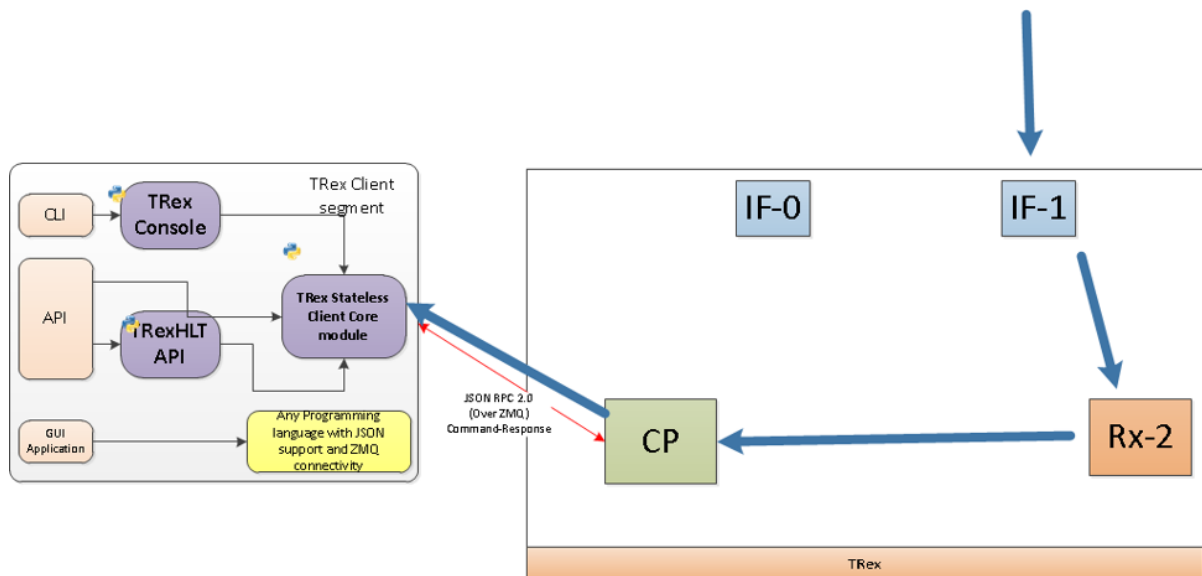 TRex Client
segment
CLI
TRex
Console
API
TRexHLT
API
TRex Stateless
Client Core
module
GUI
Application
Any Programming
language with JSON
support and ZMQ
connectivity
JSON RPC 2.0
(Over ZMQ)
Command-Response
IF-0
IF-1
CP
Rx-2
TRex